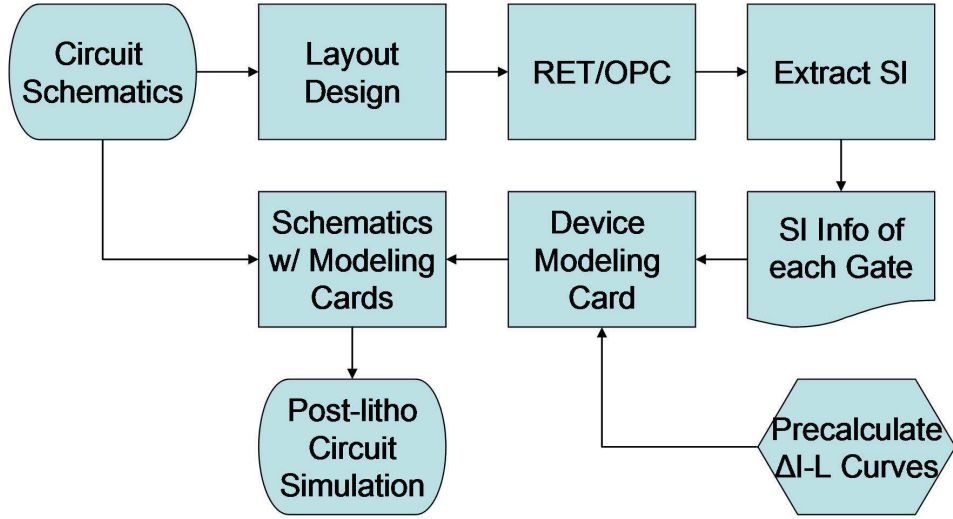 Circuit
Schematics
Layout
Design
RET/OPC
Extract SI
Schematics
w/ Modeling
Cards
Device
Modeling
Card
SI Info of
each Gate
Post-litho
Circuit
Simulation
Precalculate
ΔI-L Curves